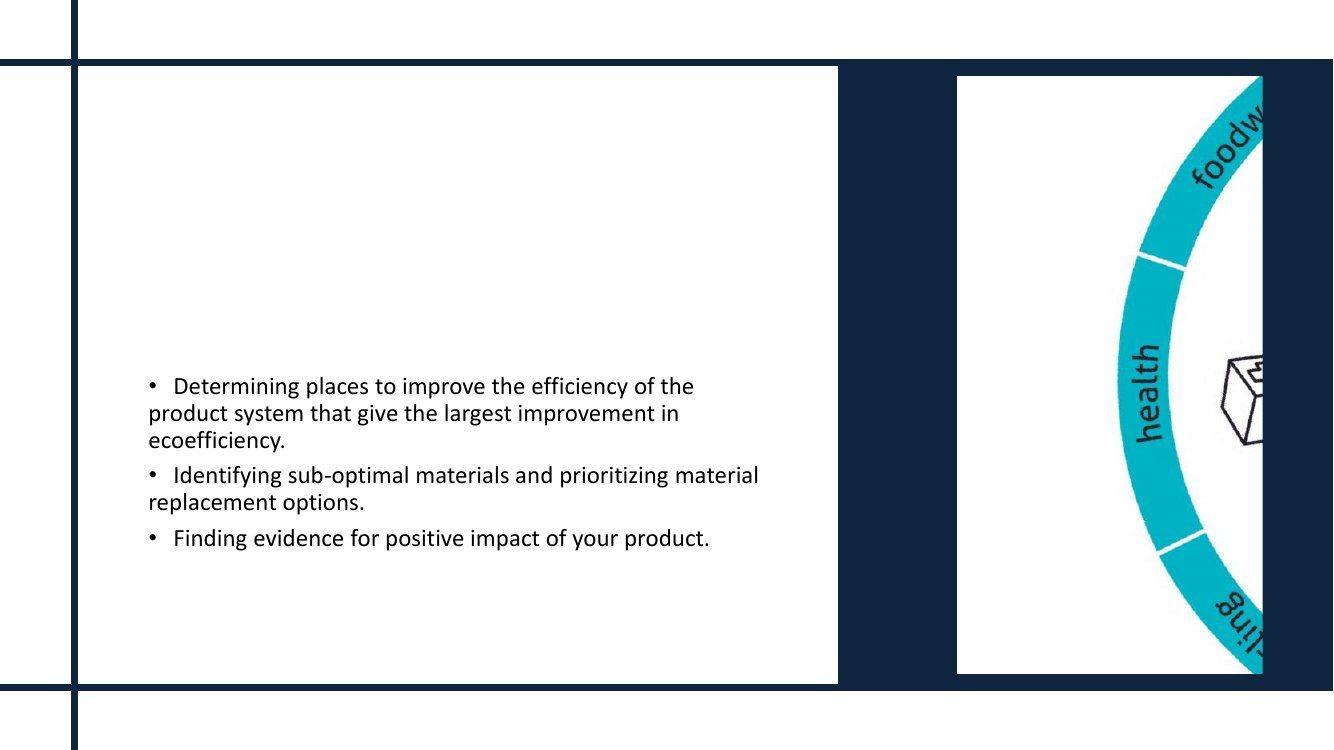 • Determining places to improve the efficiency of the
product system that give the largest improvement in
ecoefficiency.
• Identifying sub-optimal materials and prioritizing material
replacement options.
• Finding evidence for positive impact of your product.
health